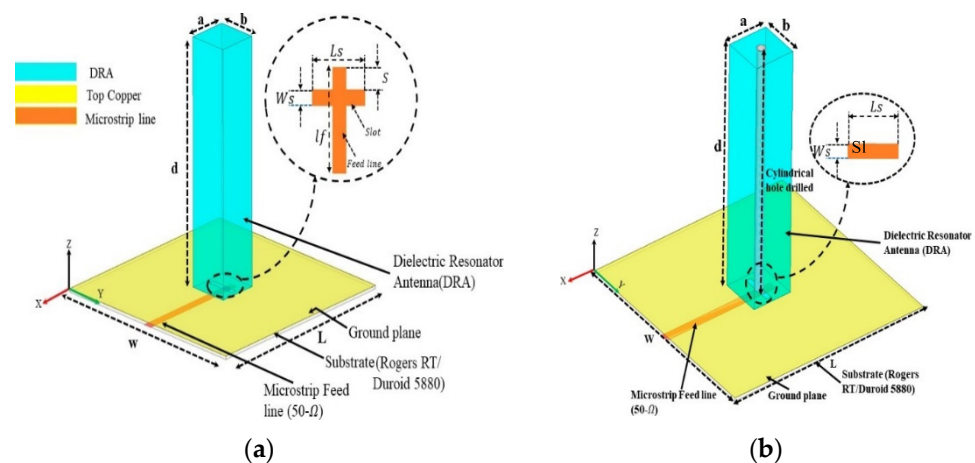 a
b
DRA
Top Copper
Microstrip line
d
Ls
S
Ws
lf
Slot
Feed line
Z
X
Y
Dielectric Resonator
Antenna(DRA)
W
L
Ground plane
Substrate (Rogers RT/
Duroid 5880)
Microstrip Feed
line (50-Ω)
(a)
a
b
d
Cylindrical
hole drilled
Ls
Ws
Sl
Z
X
Dielectric Resonator
Antenna (DRA)
W
L
Substrate (Rogers
RT/Duroid 5880)
Microstrip Feed line
(50-Ω)
Ground plane
(b)